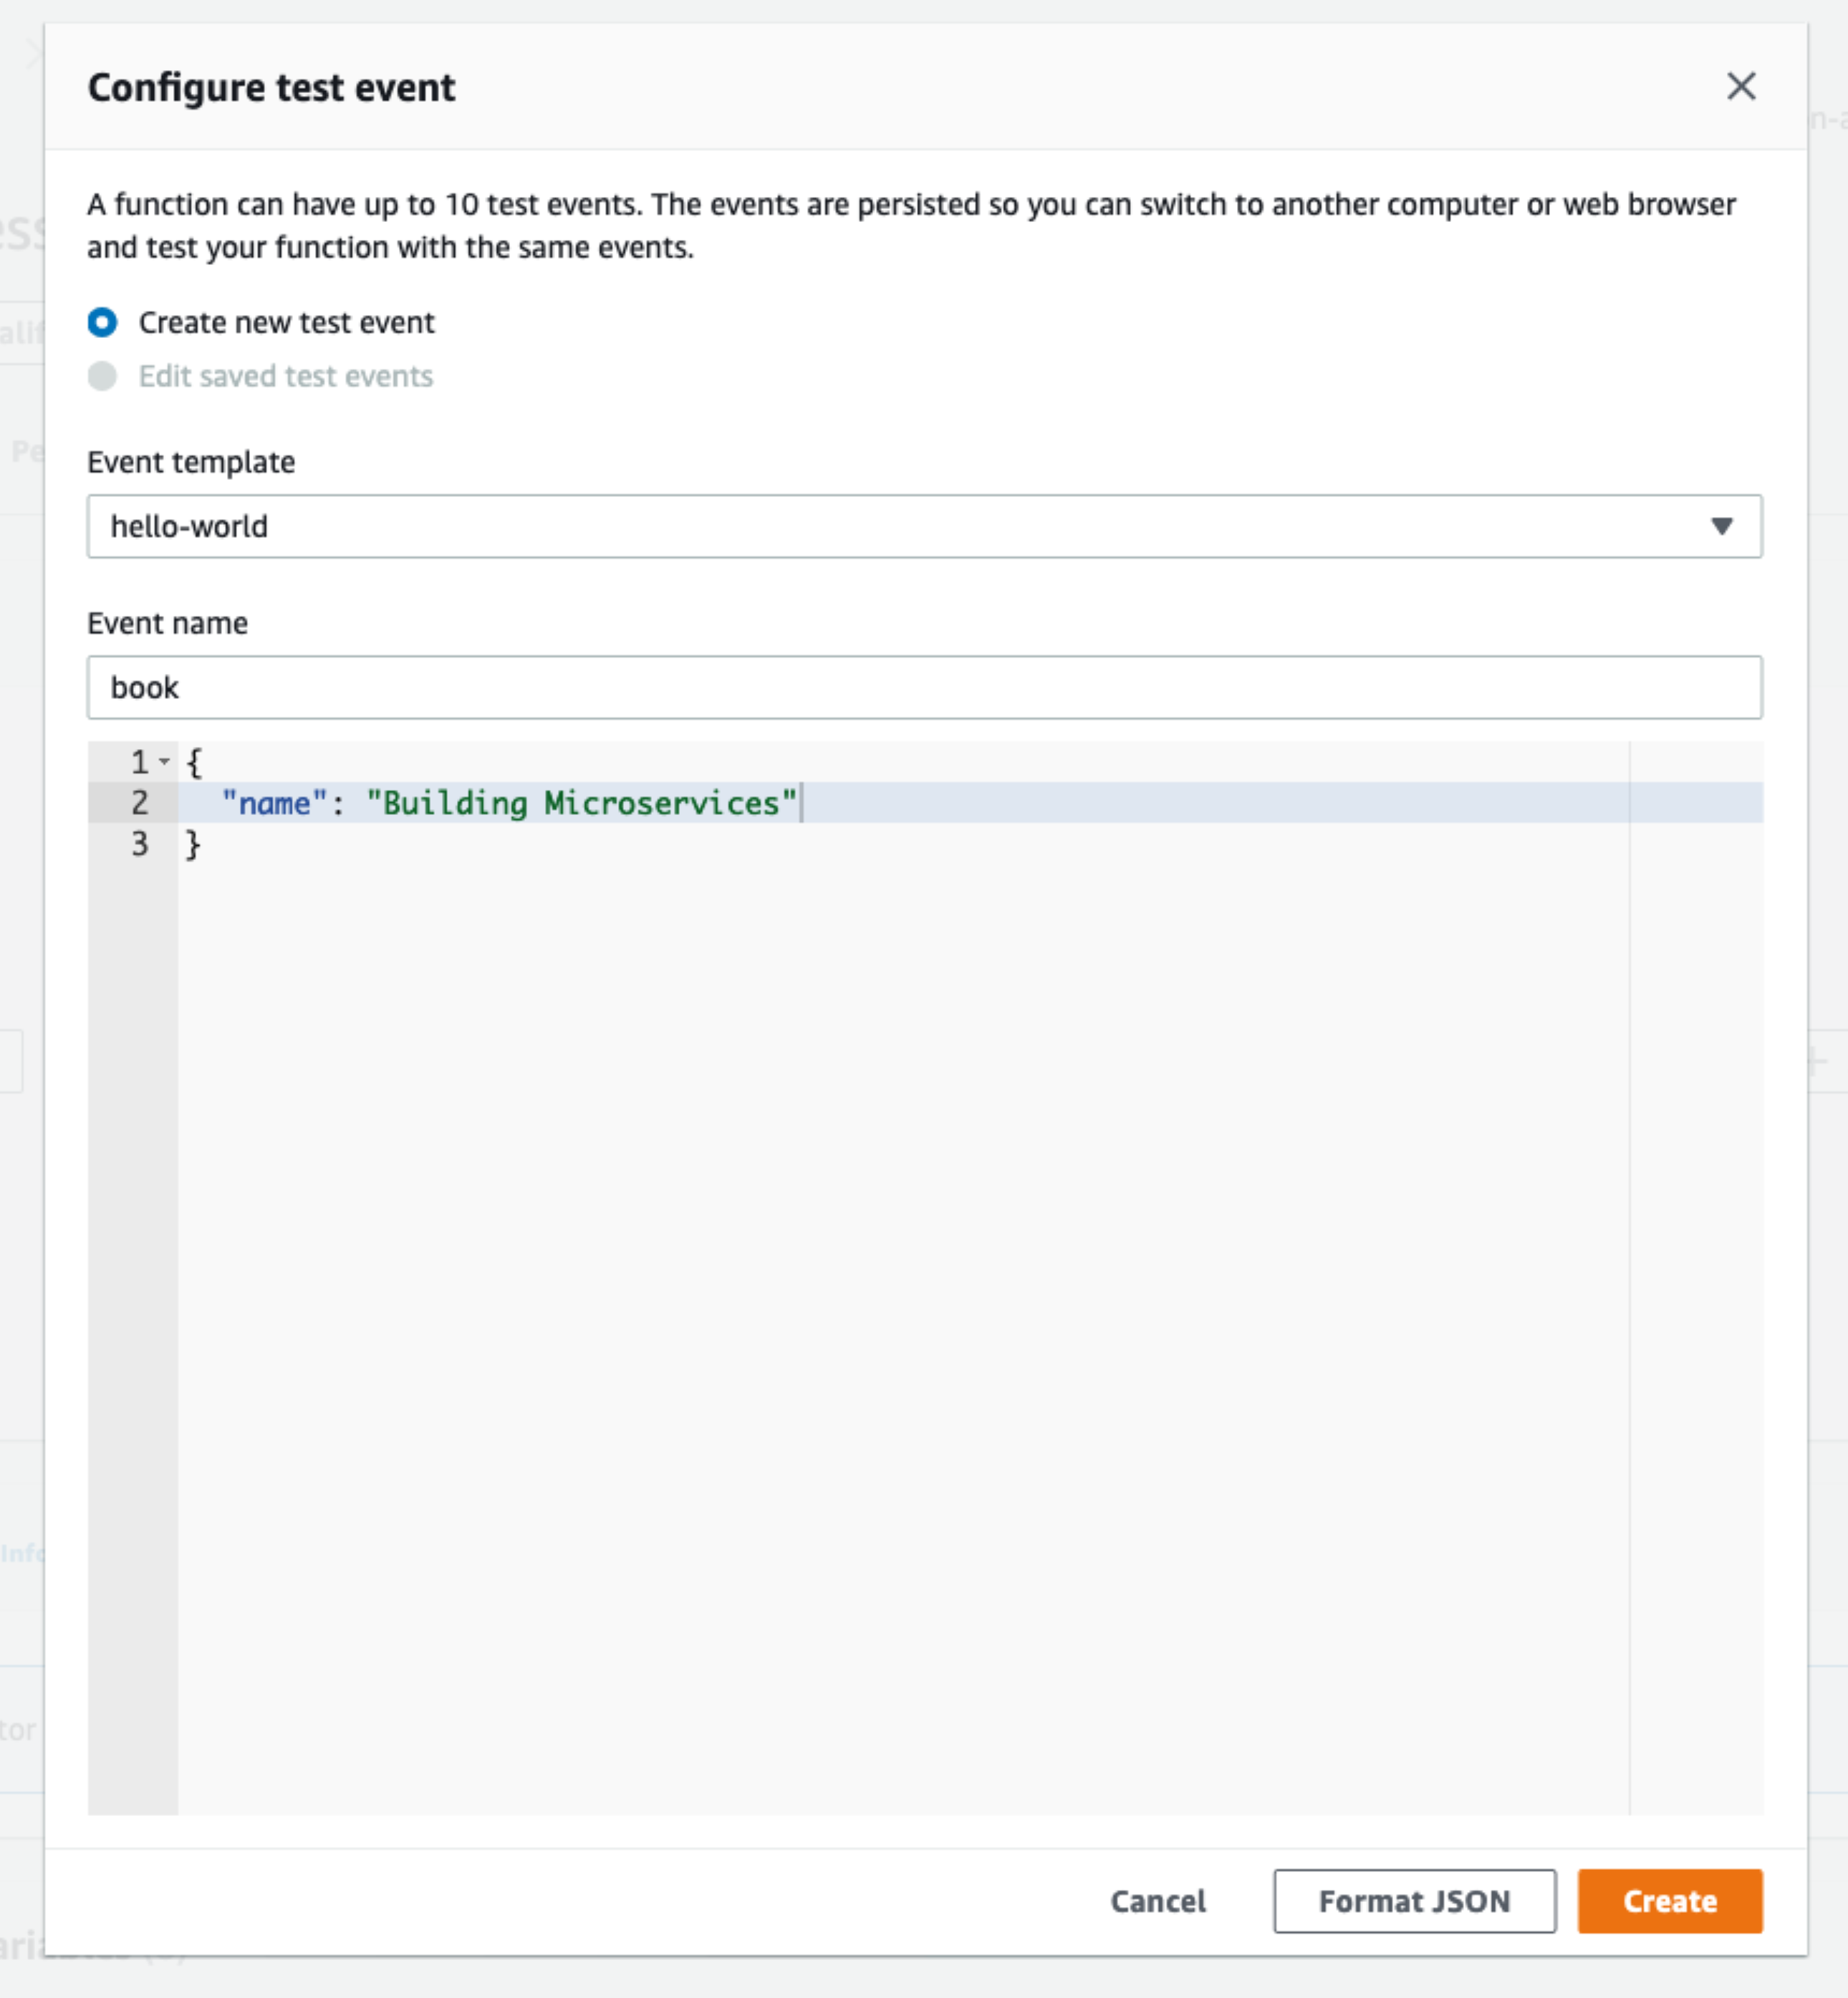 Configure test event
A function can have up to 10 test events. The events are persisted so you can switch to another computer or web browser
and test your function with the same events.
Create new test event
Edit saved test events
Event template
hello-world
Event name
book
1 {
2 "name": "Building Microservices"
3 }
Cancel Format JSON Create